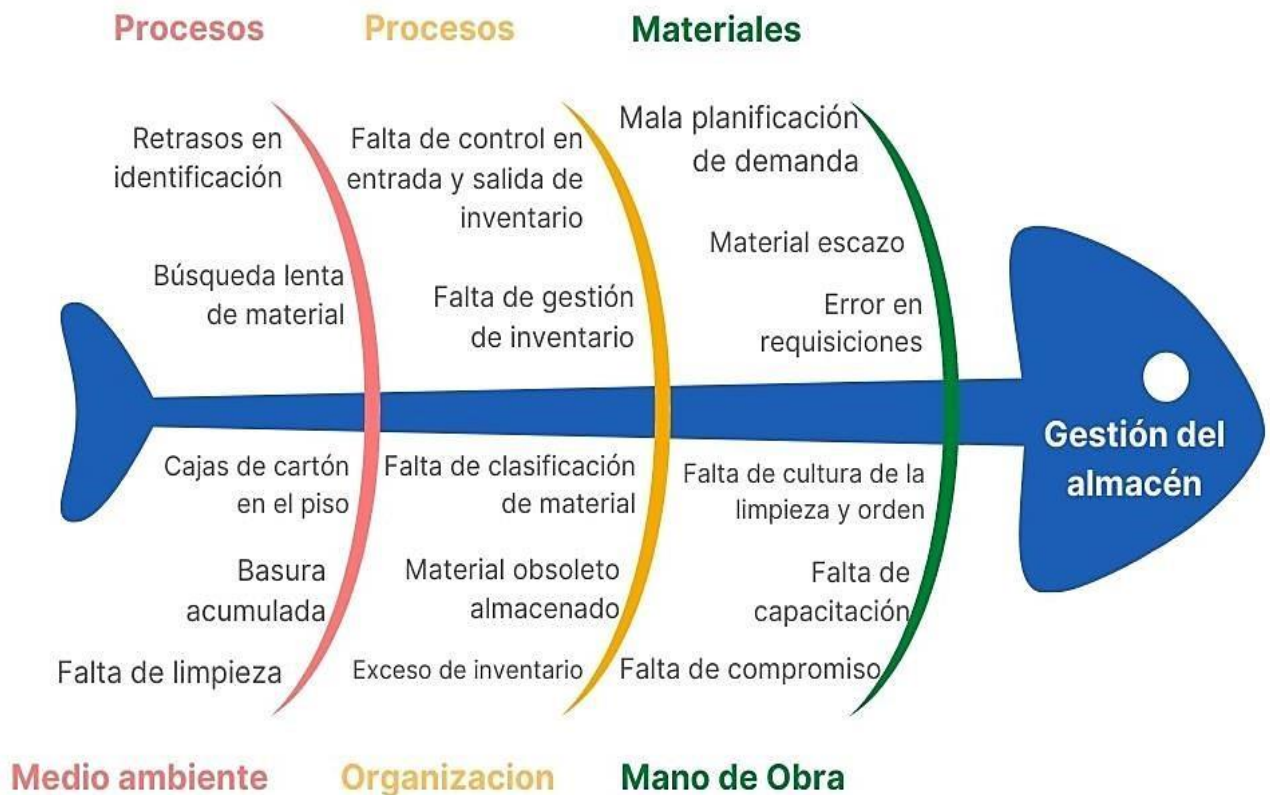 Procesos
Procesos
Materiales
Retrasos en
identificación
Búsqueda lenta
de material
Falta de control en
entrada y salida de
inventario
Falta de gestión
de inventario
Mala planificación
de demanda
Material escazo
Error en
requisiciones
Gestión del
almacén
Cajas de cartón
en el piso
Basura
acumulada
Falta de limpieza
Falta de clasificación
de material
Material obsoleto
almacenado
Exceso de inventario
Falta de cultura de la
limpieza y orden
Falta de
capacitación
Falta de compromiso
Medio ambiente
Organizacion
Mano de Obra